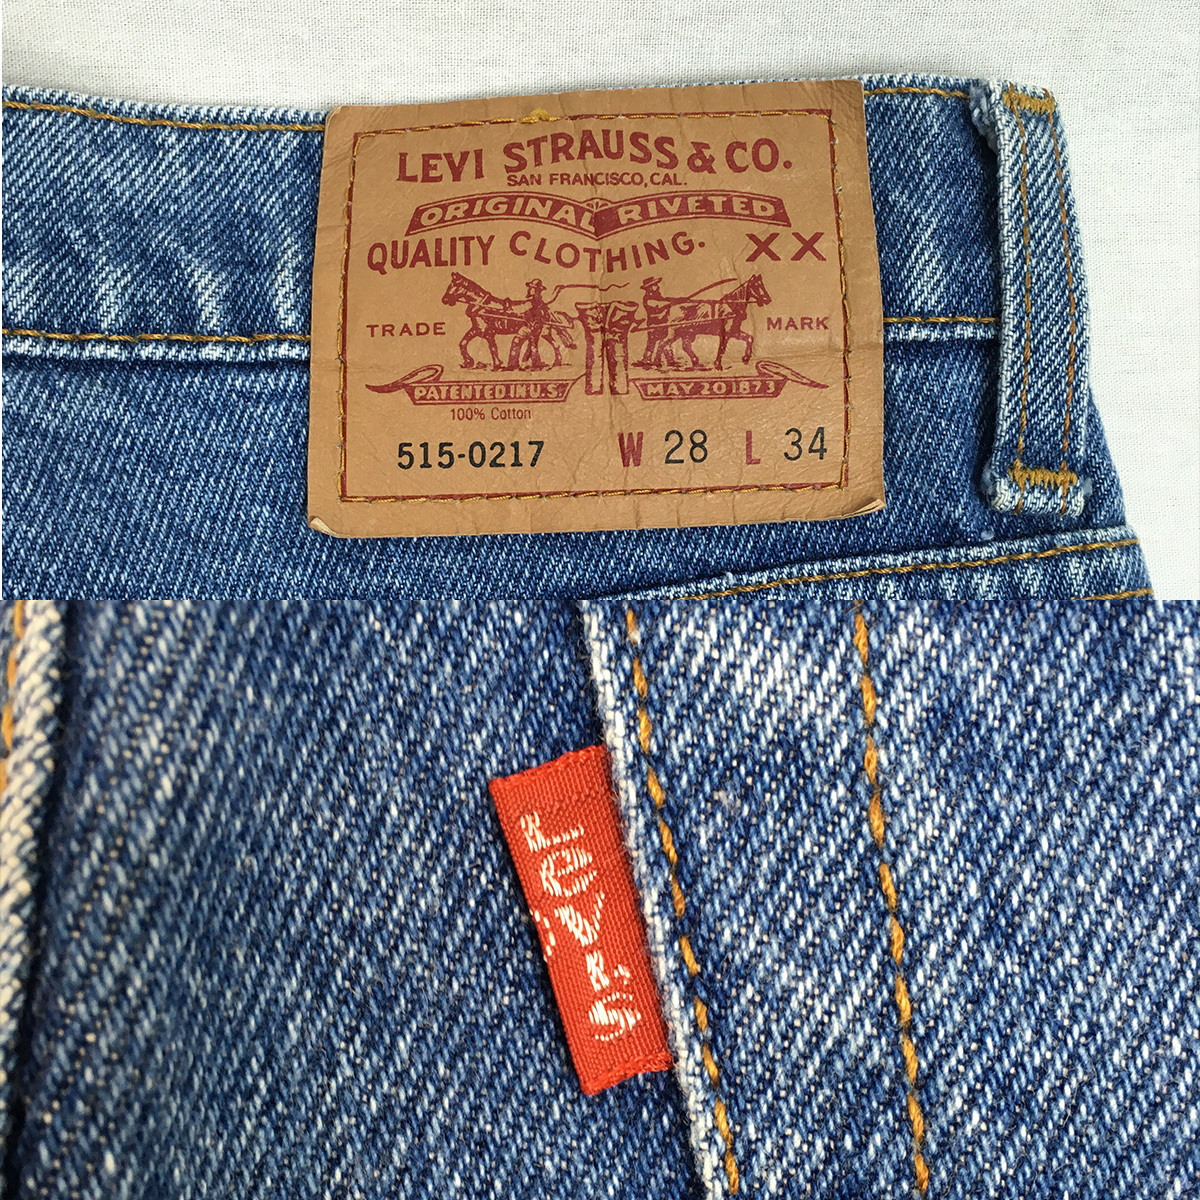 LEVI STRAUSS & CO.
SAN FRANCISCO, CAL.
ORIGINAL RIVETED
QUALITY CLOTHING. XX
TRADE MARK
PATENTED IN U.S. MAY 20 1873
100% Cotton
515-0217 W 28 L 34
LEVI'S